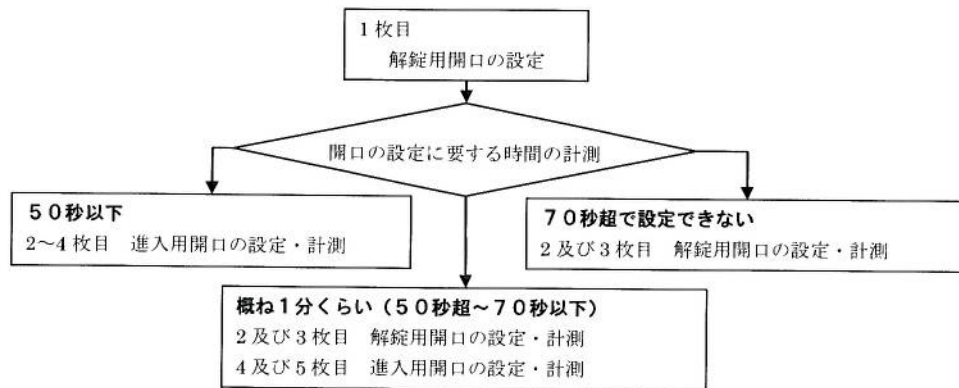 1枚目
解錠用開口の設定
開口の設定に要する時間の計測
50秒以下
2~4枚目 進入用開口の設定・計測
70秒超で設定できない
2及び3枚目 解錠用開口の設定・計測
概ね1分くらい(50秒超~70秒以下)
2及び3枚目 解錠用開口の設定・計測
4及び5枚目 進入用開口の設定・計測